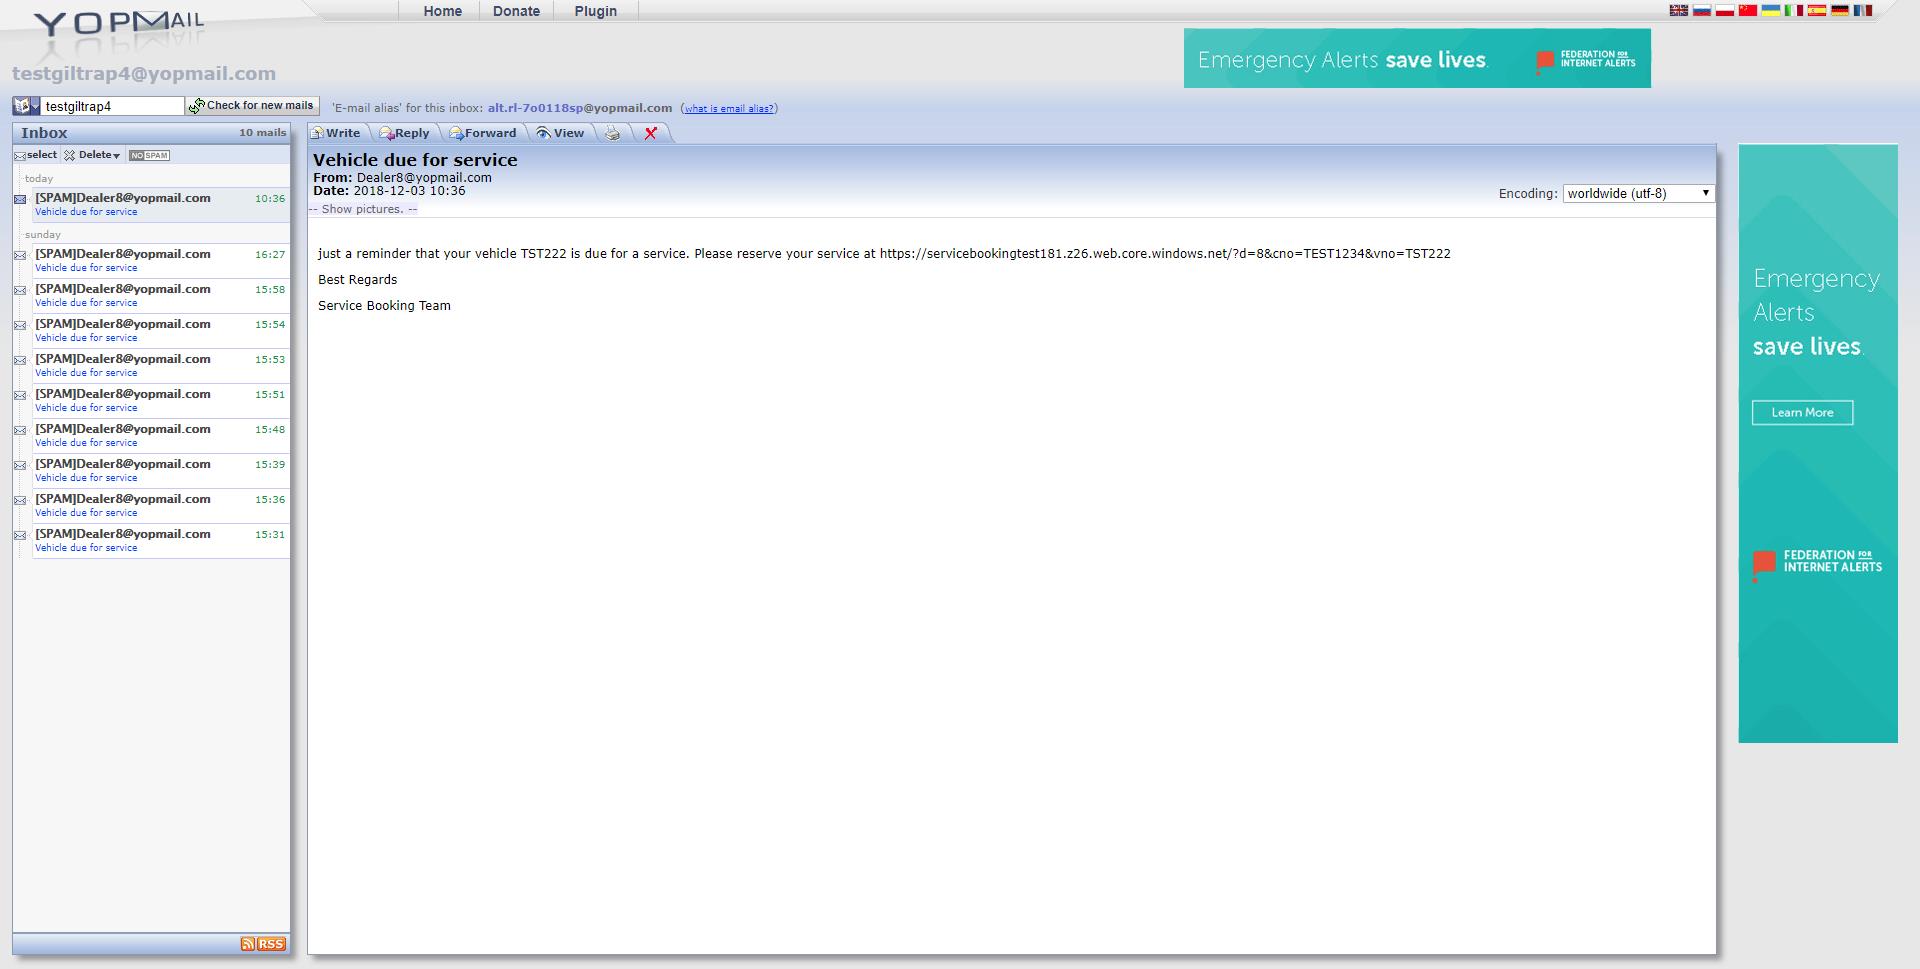 YOPMAIL
Home Donate Plugin
testgiltrap4@yopmail.com
Emergency Alerts save lives.
FEDERATION FOR
INTERNET ALERTS
testgiltrap4
Check for new mails
'E-mail alias' for this inbox: alt.rl-7o0118sp@yopmail.com (what is email alias?)
Inbox 10 mails
select Delete NO SPAM
today
[SPAM]Dealer8@yopmail.com 10:36
Vehicle due for service
sunday
[SPAM]Dealer8@yopmail.com 16:27
Vehicle due for service
[SPAM]Dealer8@yopmail.com 15:58
Vehicle due for service
[SPAM]Dealer8@yopmail.com 15:54
Vehicle due for service
[SPAM]Dealer8@yopmail.com 15:53
Vehicle due for service
[SPAM]Dealer8@yopmail.com 15:51
Vehicle due for service
[SPAM]Dealer8@yopmail.com 15:48
Vehicle due for service
[SPAM]Dealer8@yopmail.com 15:39
Vehicle due for service
[SPAM]Dealer8@yopmail.com 15:36
Vehicle due for service
[SPAM]Dealer8@yopmail.com 15:31
Vehicle due for service
RSS
Write Reply Forward View
Vehicle due for service
From: Dealer8@yopmail.com
Date: 2018-12-03 10:36
Encoding: worldwide (utf-8)
-- Show pictures. --
just a reminder that your vehicle TST222 is due for a service. Please reserve your service at https://servicebookingtest181.z26.web.core.windows.net/?d=8&cno=TEST1234&vno=TST222
Best Regards
Service Booking Team
Emergency
Alerts
save lives.
Learn More
FEDERATION FOR
INTERNET ALERTS